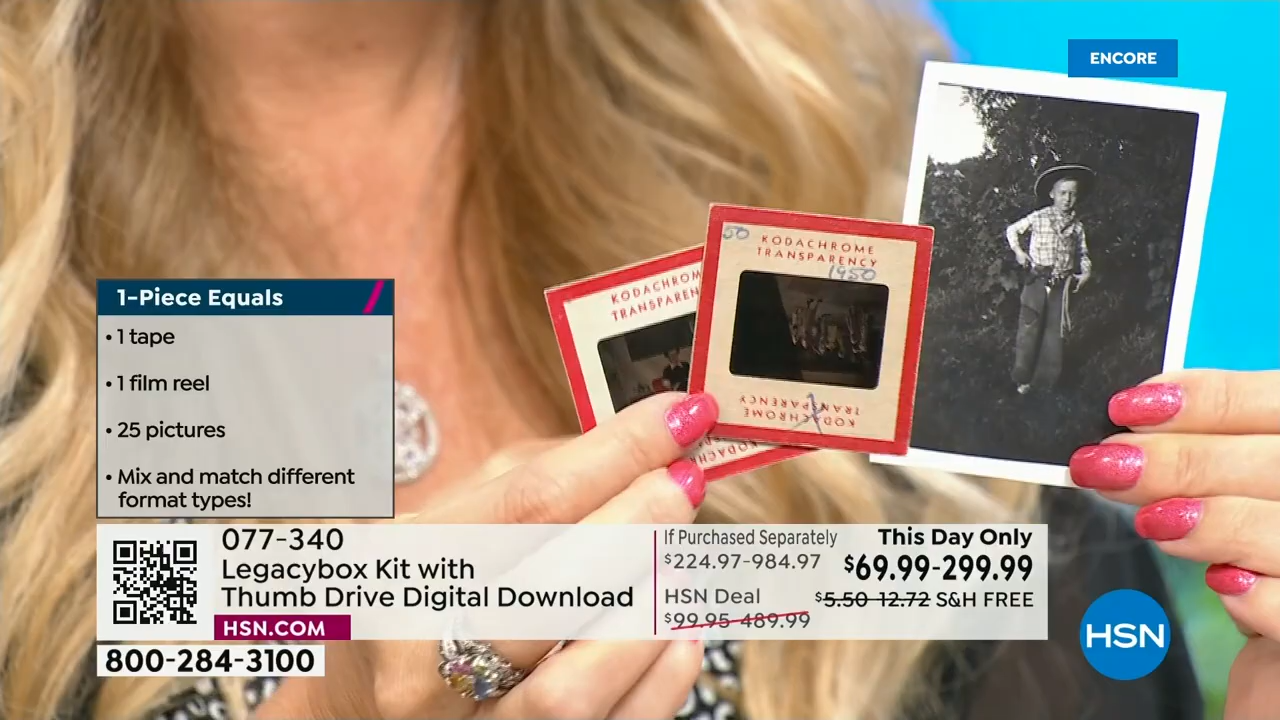 ENCORE
50
KODACHROME
TRANSPARENCY
1950
KODACHROM
TRANSPAREN
1-Piece Equals
• 1 tape
• 1 film reel
• 25 pictures
• Mix and match different
format types!
KODACHROME
TRANSPARENCY
KODACHR
077-340
Legacybox Kit with
Thumb Drive Digital Download
HSN.COM
800-284-3100
If Purchased Separately
$224.97-984.97
HSN Deal
$99.95-489.99
This Day Only
$69.99-299.99
$5.50-12.72 S&H FREE
HSN